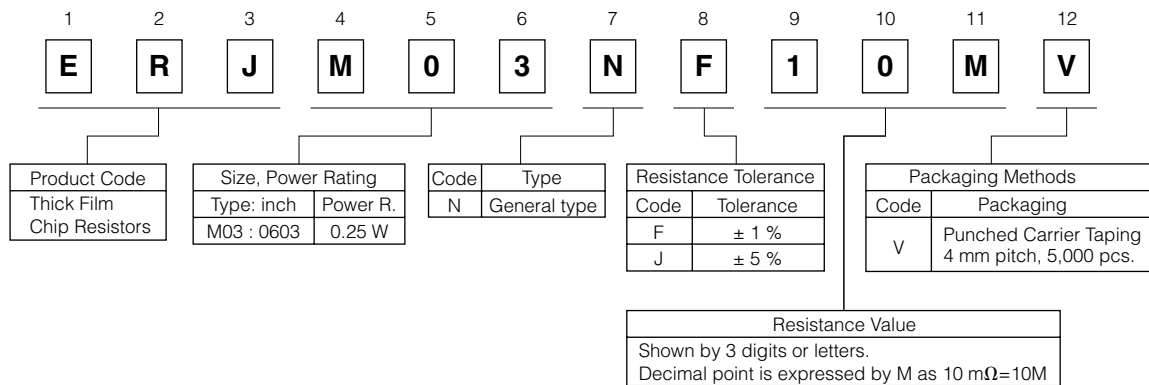 1 2 3 4 5 6 7 8 9 10 11 12
E R J M 0 3 N F 1 0 M V
Product Code
Thick Film
Chip Resistors
Size, Power Rating
Type: inch Power R.
M03 : 0603 0.25 W
Code Type
N General type
Resistance Tolerance
Code Tolerance
F ± 1 %
J ± 5 %
Packaging Methods
Code Packaging
V Punched Carrier Taping
4 mm pitch, 5,000 pcs.
Resistance Value
Shown by 3 digits or letters.
Decimal point is expressed by M as 10 mΩ=10M